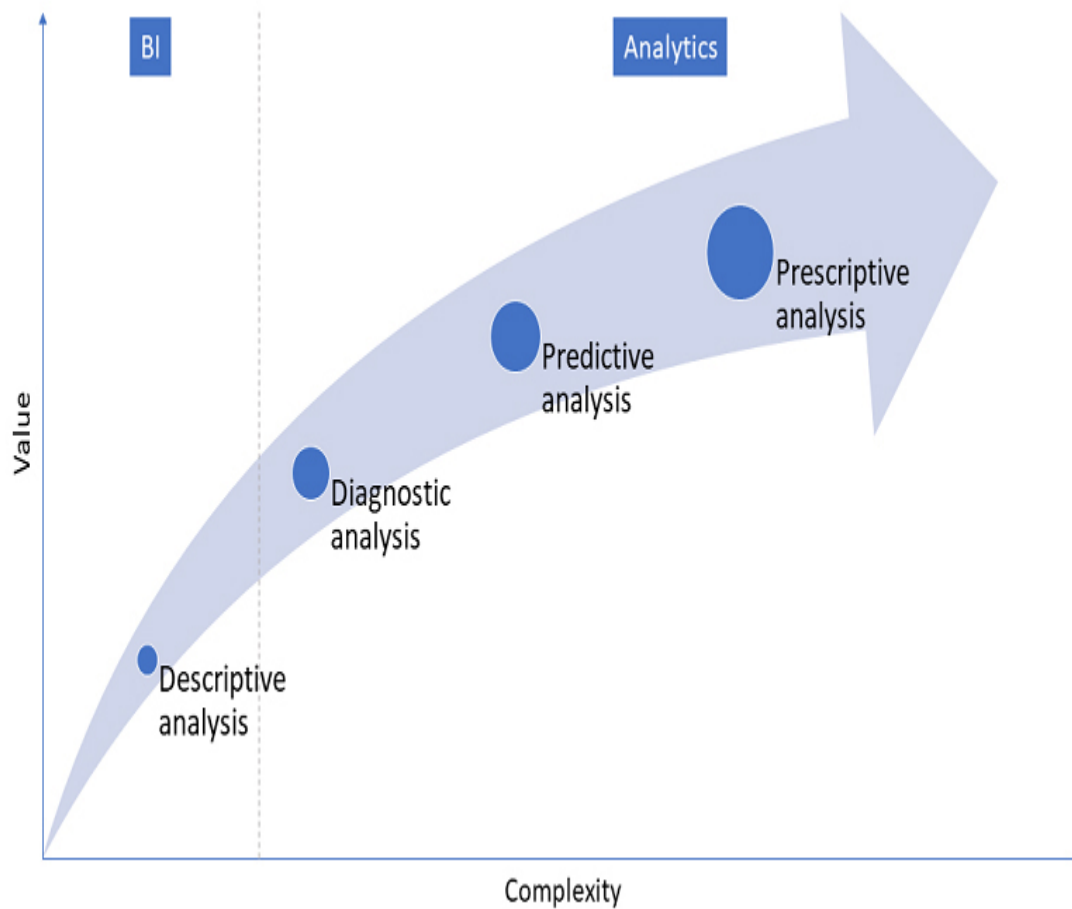 BI
Analytics
Prescriptive
analysis
Predictive
analysis
Value
Diagnostic
analysis
Descriptive
analysis
Complexity